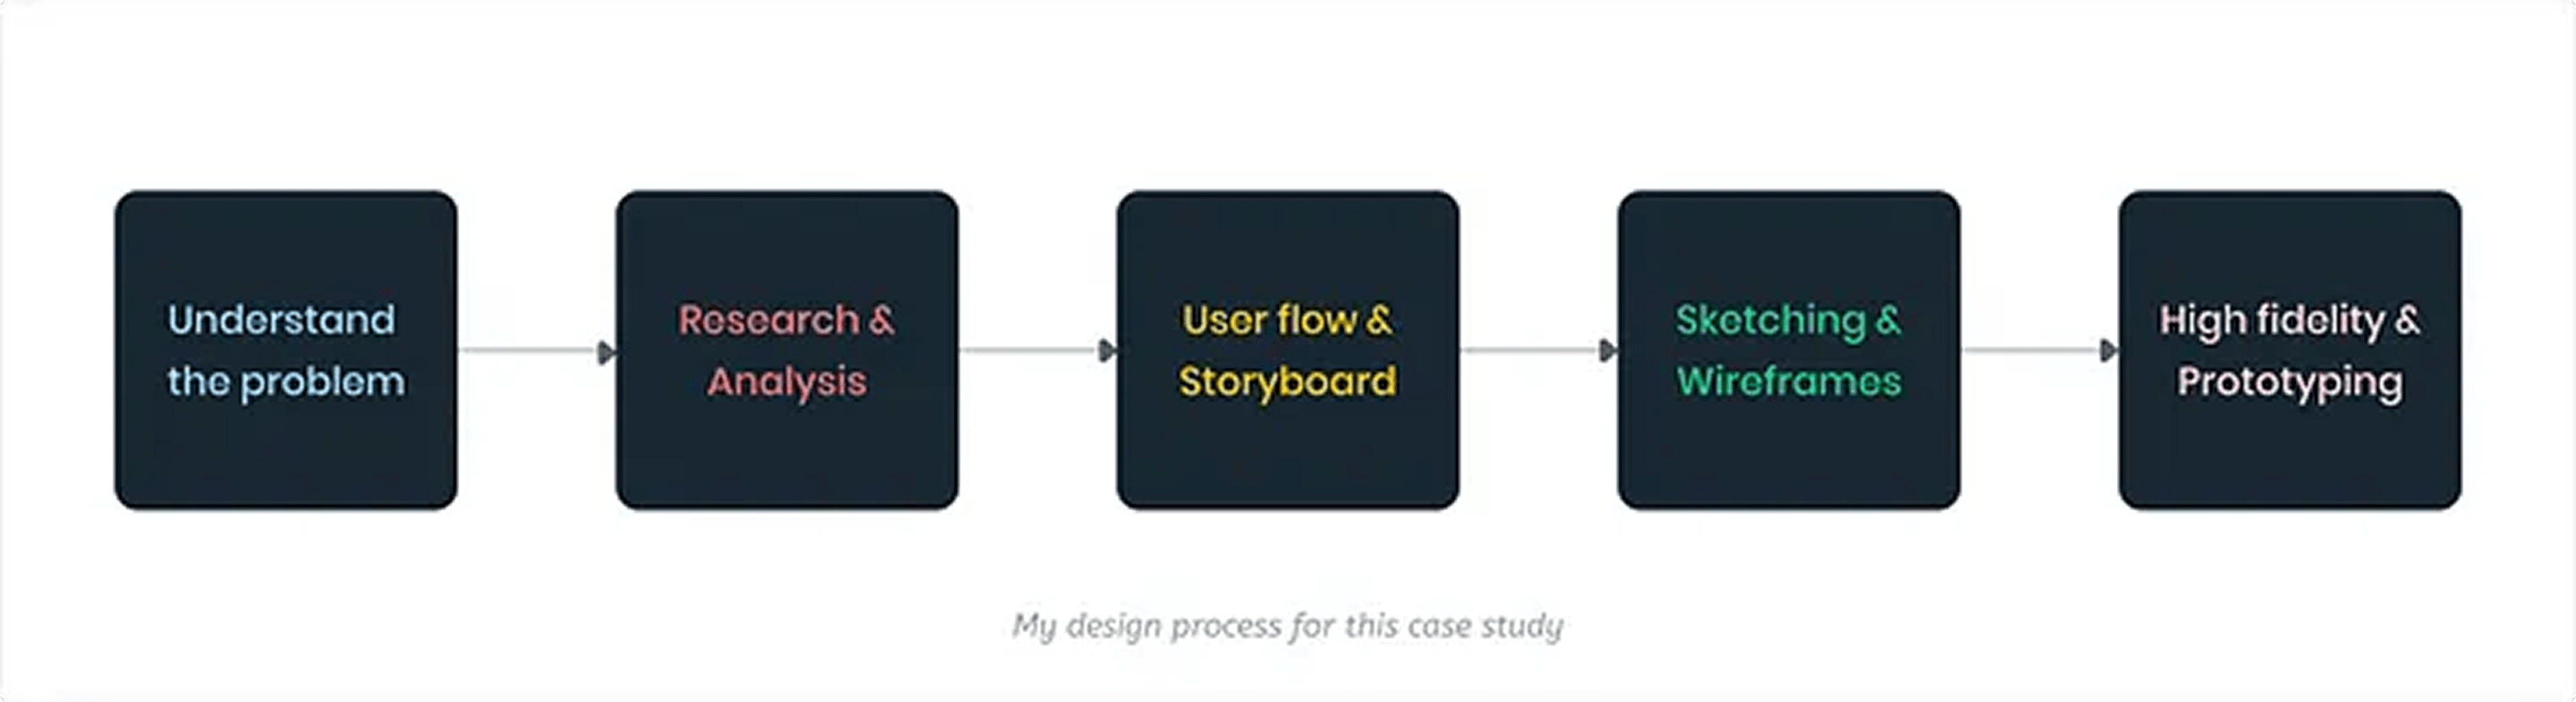 Understand
the problem
Research &
Analysis
User flow &
Storyboard
Sketching &
Wireframes
High fidelity &
Prototyping
My design process for this case study